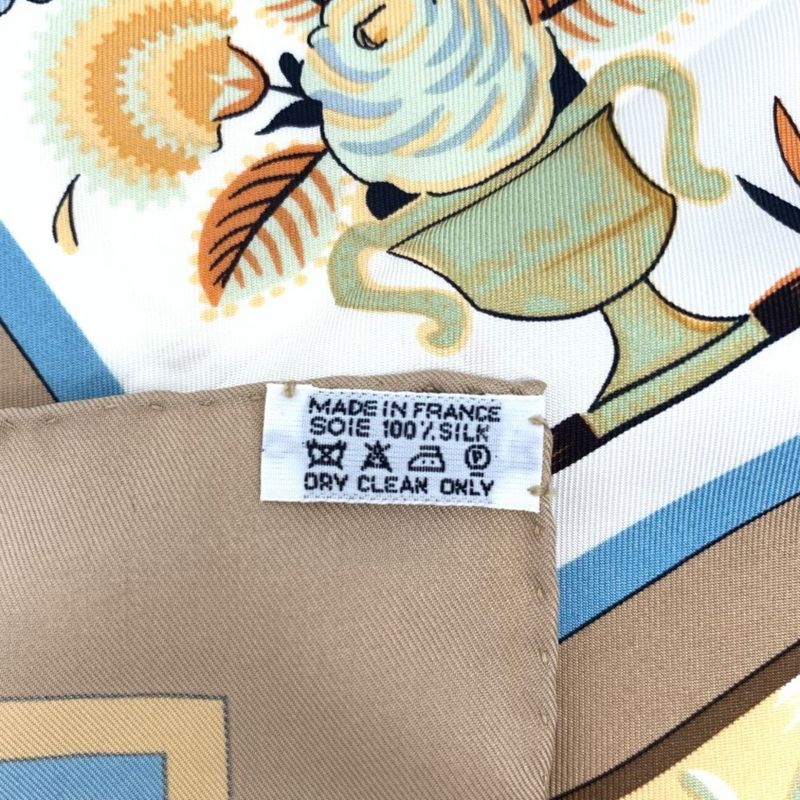 MADE IN FRANCE
SOIE 100% SILK
P
DRY CLEAN ONLY